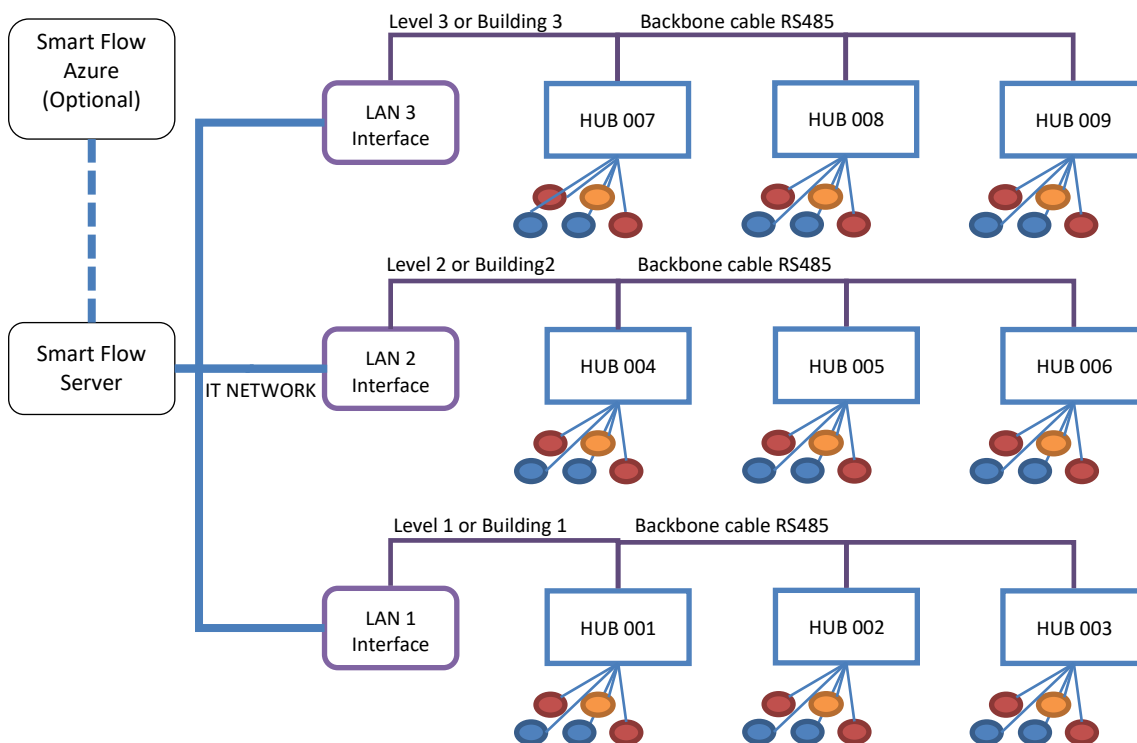 Smart Flow
Azure
(Optional)
Level 3 or Building 3
Backbone cable RS485
LAN 3
Interface
HUB 007
HUB 008
HUB 009
Level 2 or Building2
Backbone cable RS485
Smart Flow
Server
IT NETWORK
LAN 2
Interface
HUB 004
HUB 005
HUB 006
Level 1 or Building 1
Backbone cable RS485
LAN 1
Interface
HUB 001
HUB 002
HUB 003